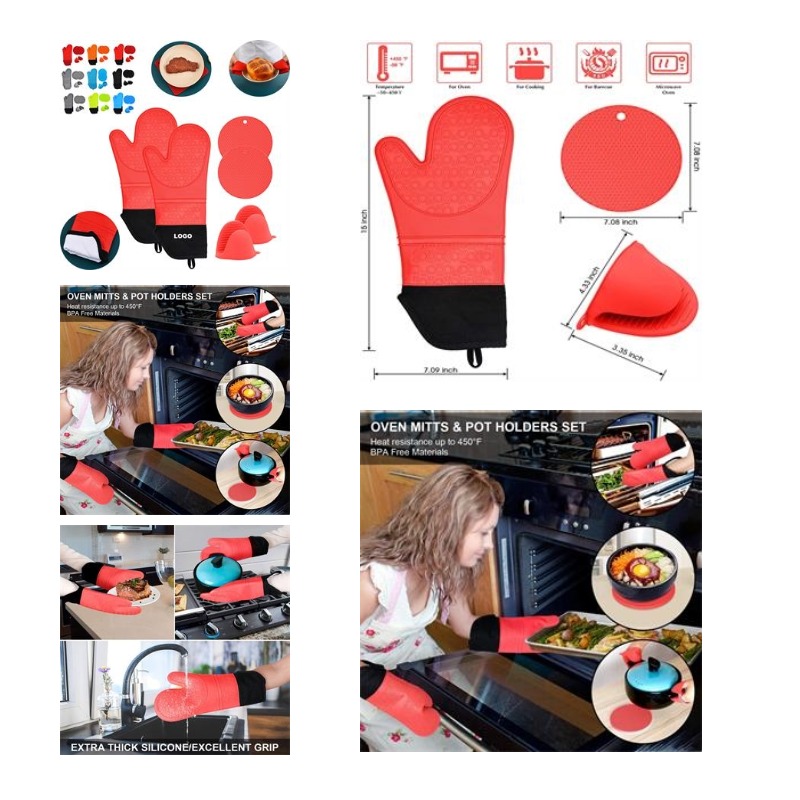 LOGO
OVEN MITTS & POT HOLDERS SET
Heat resistance up to 450°F
BPA Free Materials
EXTRA THICK SILICONE/EXCELLENT GRIP
+450 °F
Temperature
For Oven
For Cooking
For Barecue
Microwave
Oven
15 inch
7.09 inch
7.08 inch
7.08 inch
4.33 inch
3.35 inch
OVEN MITTS & POT HOLDERS SET
Heat resistance up to 450°F
BPA Free Materials